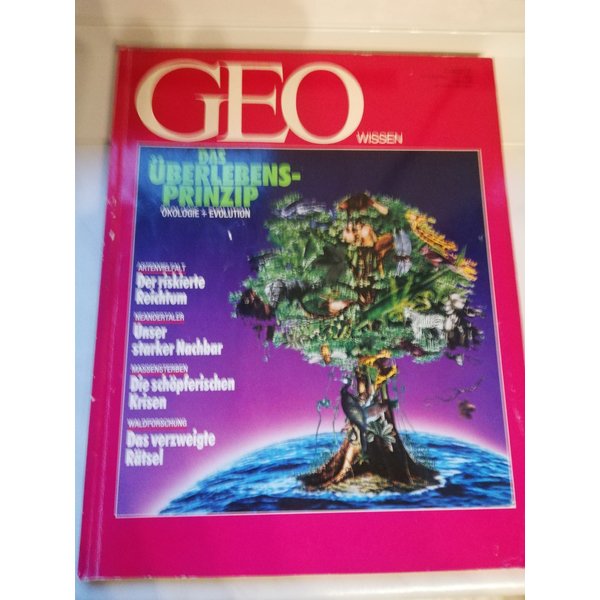 GEO
WISSEN
DAS
ÜBERLEBENS-
PRINZIP
ÖKOLOGIE + EVOLUTION
ARTENVIELFALT
Der riskierte
Reichtum
NEANDERTALER
Unser
starker Nachbar
MASSENSTERBEN
Die schöpferischen
Krisen
WALDFORSCHUNG
Das verzweigte
Rätsel